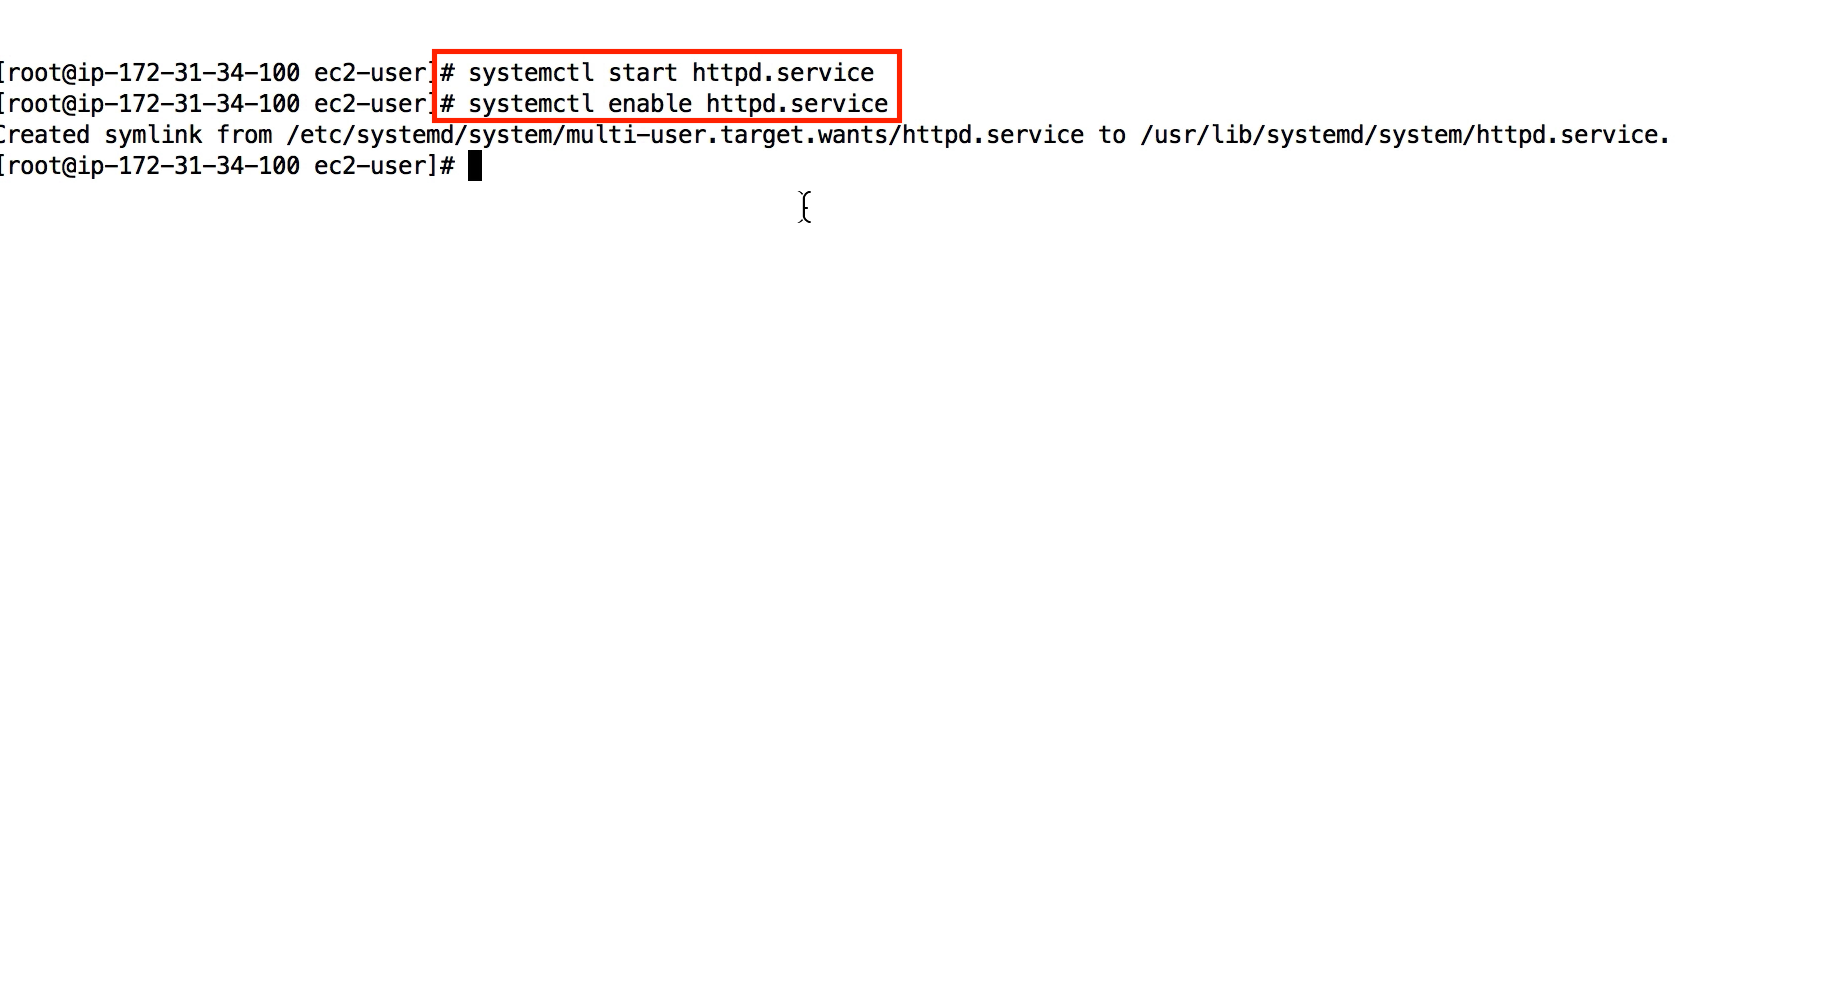 [root@ip-172-31-34-100 ec2-user]# systemctl start httpd.service
[root@ip-172-31-34-100 ec2-user]# systemctl enable httpd.service
Created symlink from /etc/systemd/system/multi-user.target.wants/httpd.service to /usr/lib/systemd/system/httpd.service.
[root@ip-172-31-34-100 ec2-user]#